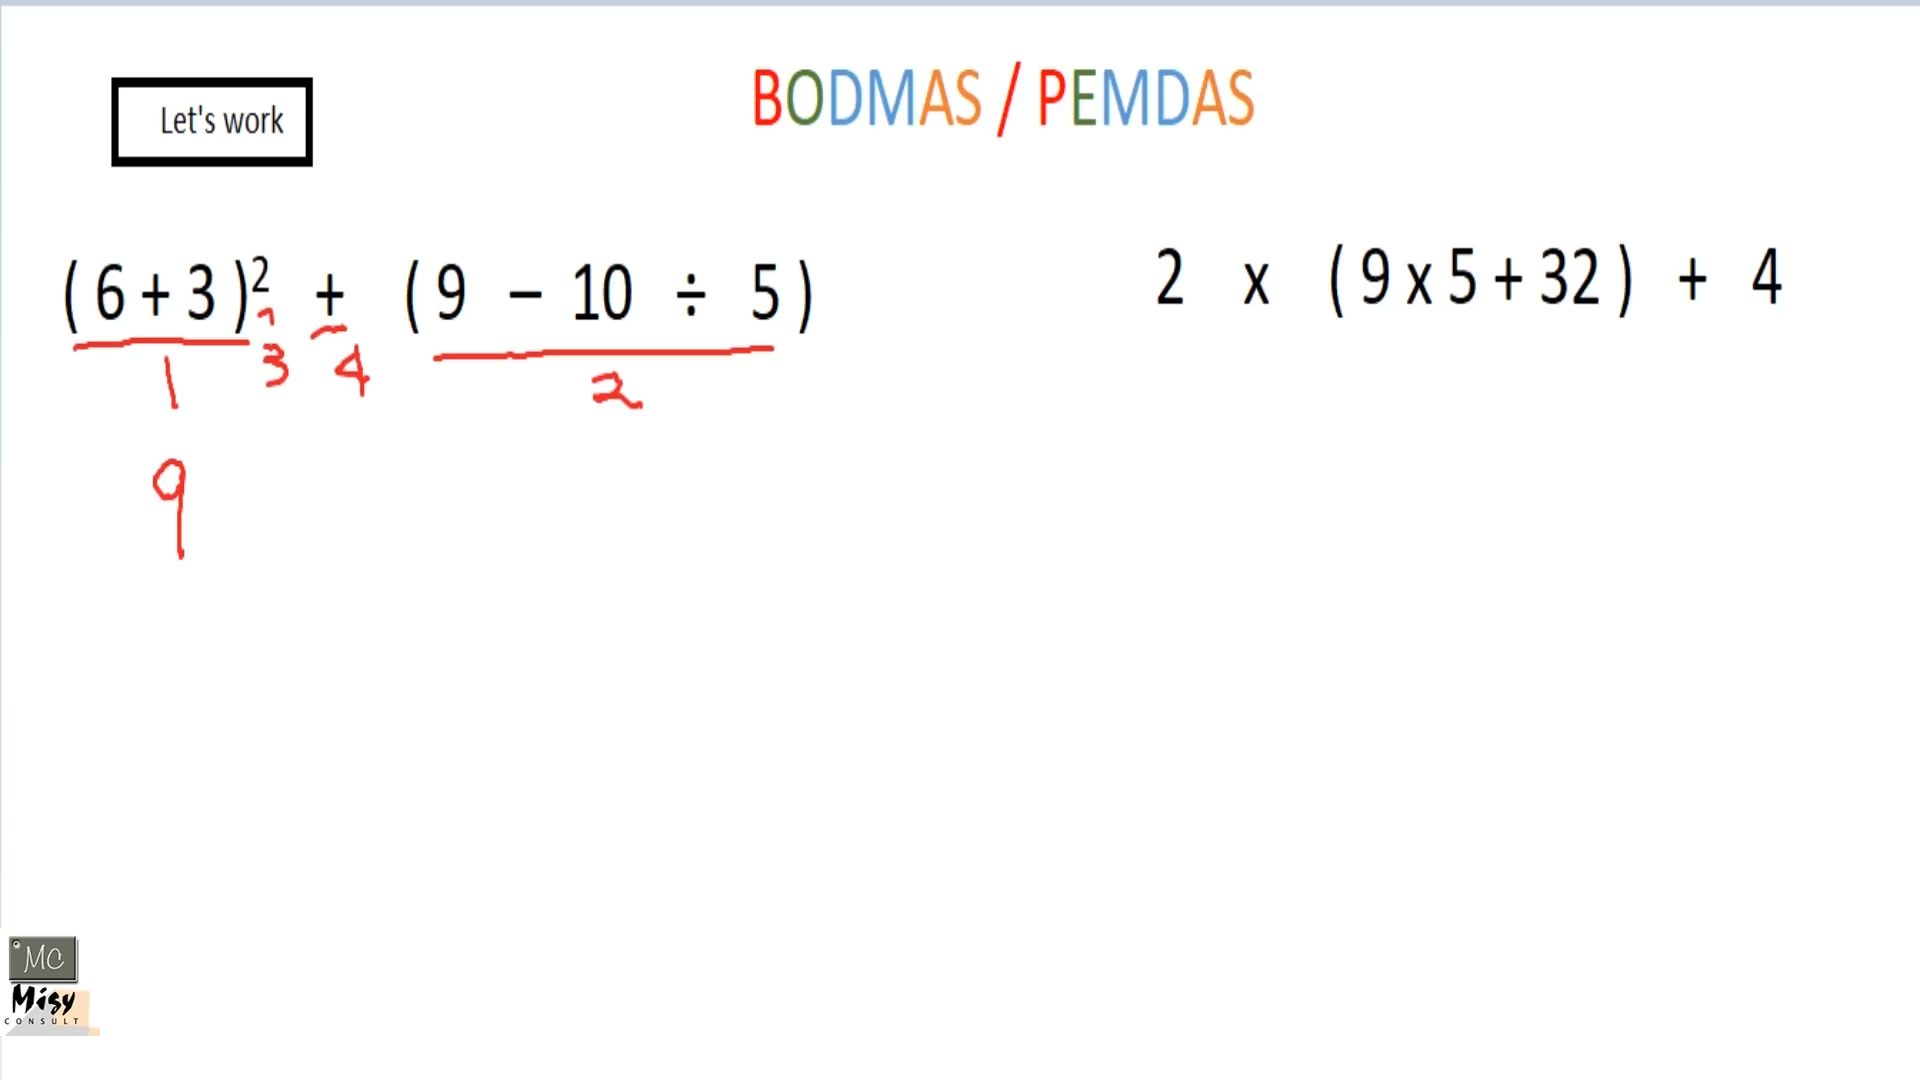 BODMAS / PEMDAS
Let's work
( 6 + 3 )² + ( 9 – 10 ÷ 5 )
1 3 4 2
9
2 x ( 9 x 5 + 32 ) + 4
MC
Misy
CONSULT